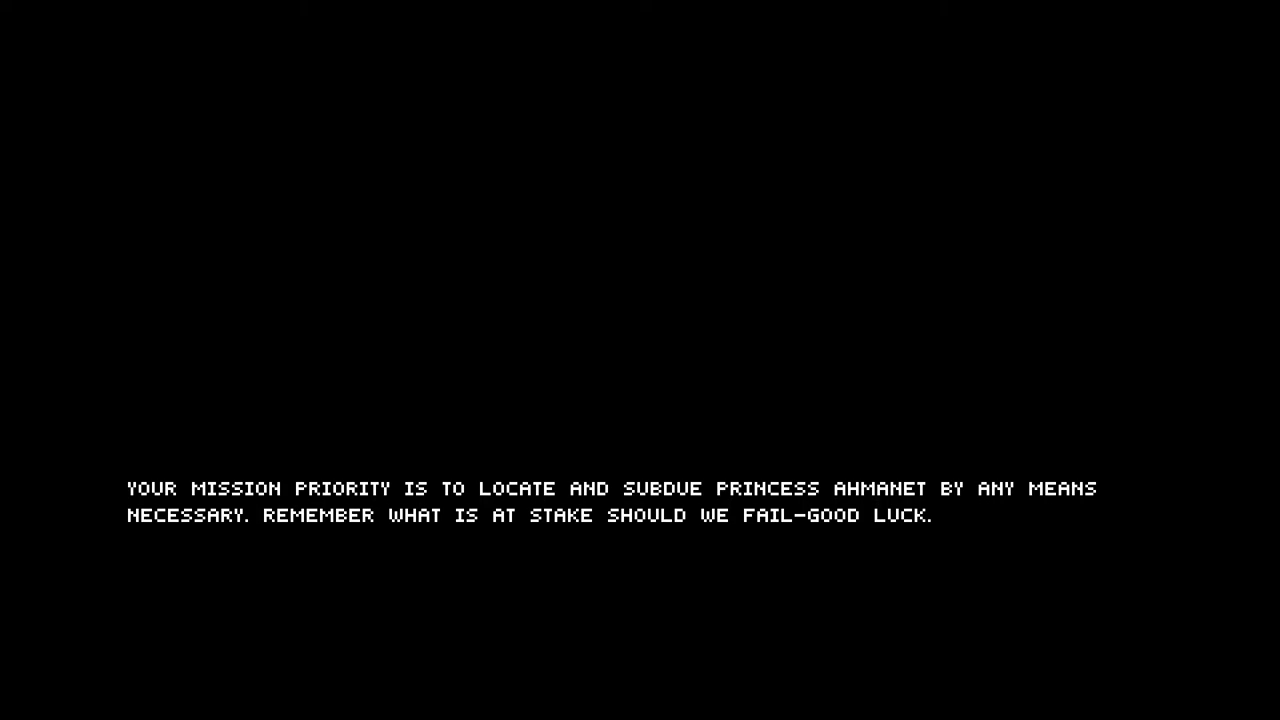 YOUR MISSION PRIORITY IS TO LOCATE AND SUBDUE PRINCESS AHMANET BY ANY MEANS
NECESSARY. REMEMBER WHAT IS AT STAKE SHOULD WE FAIL-GOOD LUCK.